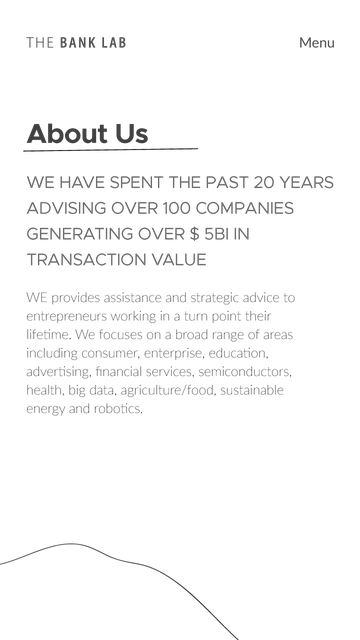 THE BANK LAB
Menu
About Us
WE HAVE SPENT THE PAST 20 YEARS
ADVISING OVER 100 COMPANIES
GENERATING OVER $ 5BI IN
TRANSACTION VALUE
WE provides assistance and strategic advice to
entrepreneurs working in a turn point their
lifetime. We focuses on a broad range of areas
including consumer, enterprise, education,
advertising, financial services, semiconductors,
health, big data, agriculture/food, sustainable
energy and robotics.